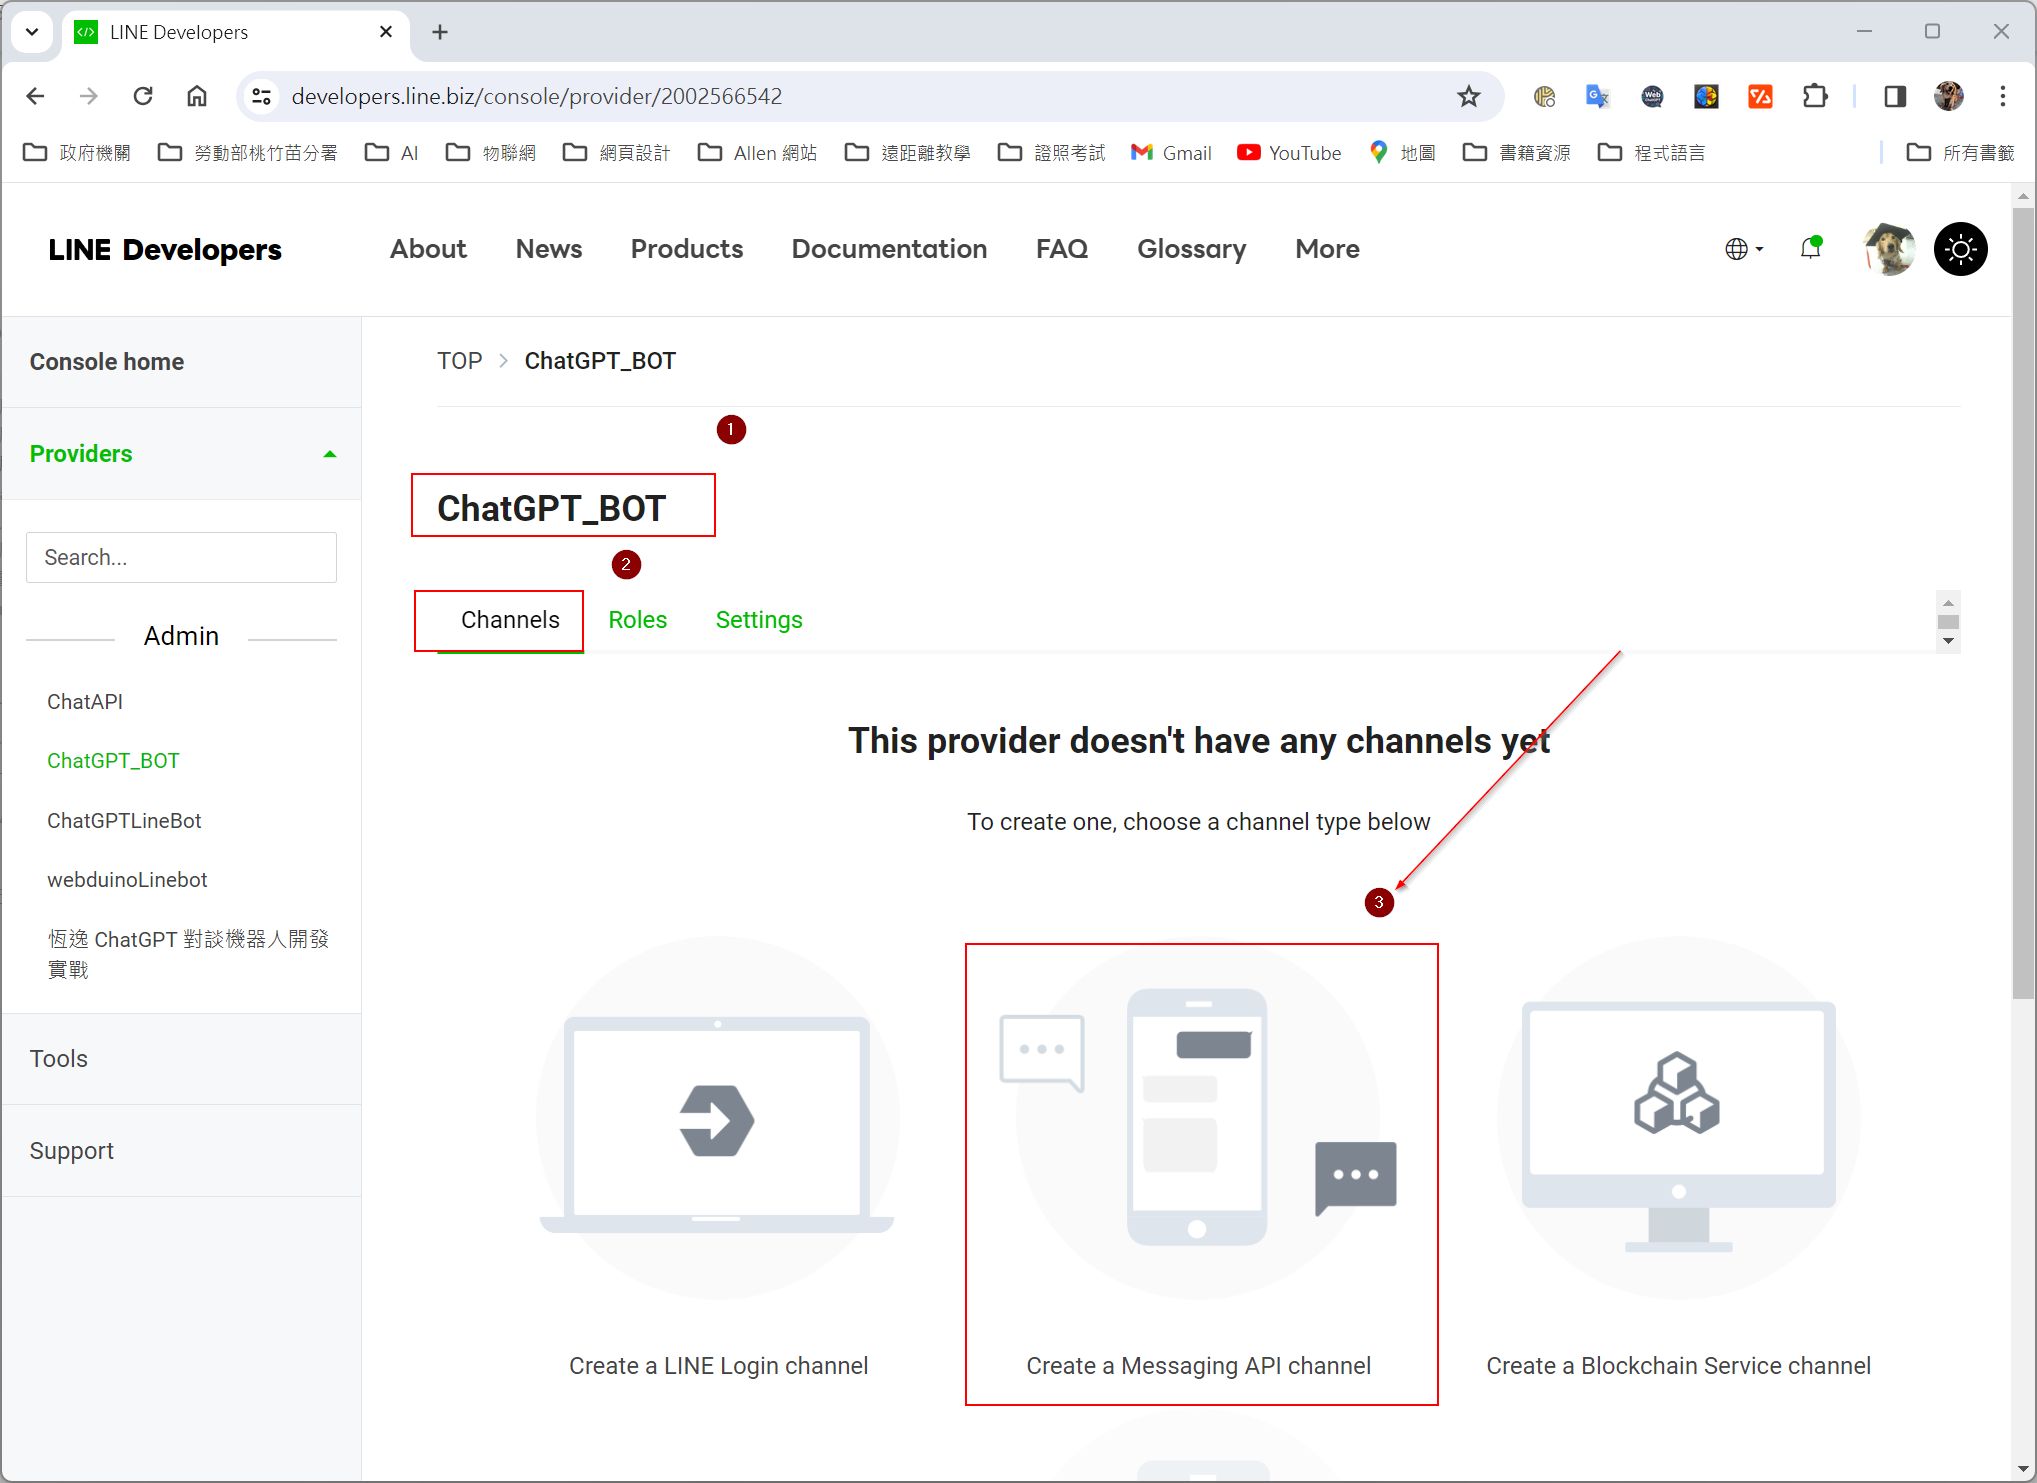 LINE Developers
developers.line.biz/console/provider/2002566542
政府機關 勞動部桃竹苗分署 AI 物聯網 網頁設計 Allen 網站 遠距離教學 證照考試 Gmail YouTube 地圖 書籍資源 程式語言 所有書籤
LINE Developers About News Products Documentation FAQ Glossary More
Console home
Providers
Search...
Admin
ChatAPI
ChatGPT_BOT
ChatGPTLineBot
webduinoLinebot
恆逸 ChatGPT 對談機器人開發
實戰
Tools
Support
TOP ChatGPT_BOT
1
ChatGPT_BOT
2
Channels Roles Settings
This provider doesn't have any channels yet
To create one, choose a channel type below
3
Create a LINE Login channel
Create a Messaging API channel
Create a Blockchain Service channel